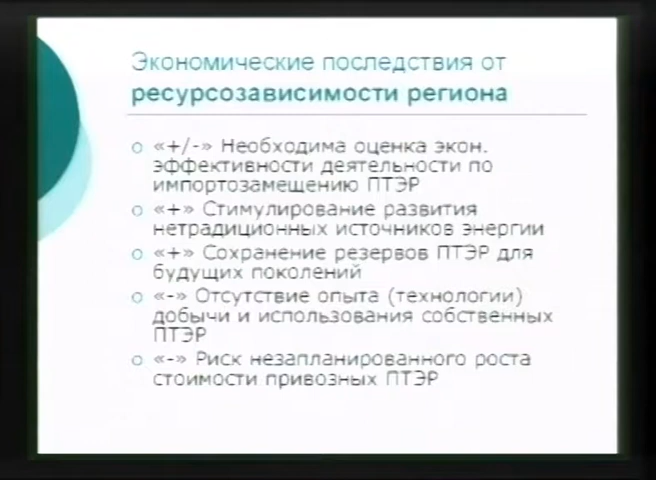 Экономические последствия от
ресурсозависимости региона
«+/-» Необходима оценка экон.
эффективности деятельности по
импортозамещению ПТЭР
«+» Стимулирование развития
нетрадиционных источников энергии
«+» Сохранение резервов ПТЭР для
будущих поколений
«-» Отсутствие опыта (технологии)
добычи и использования собственных
ПТЭР
«-» Риск незапланированного роста
стоимости привозных ПТЭР